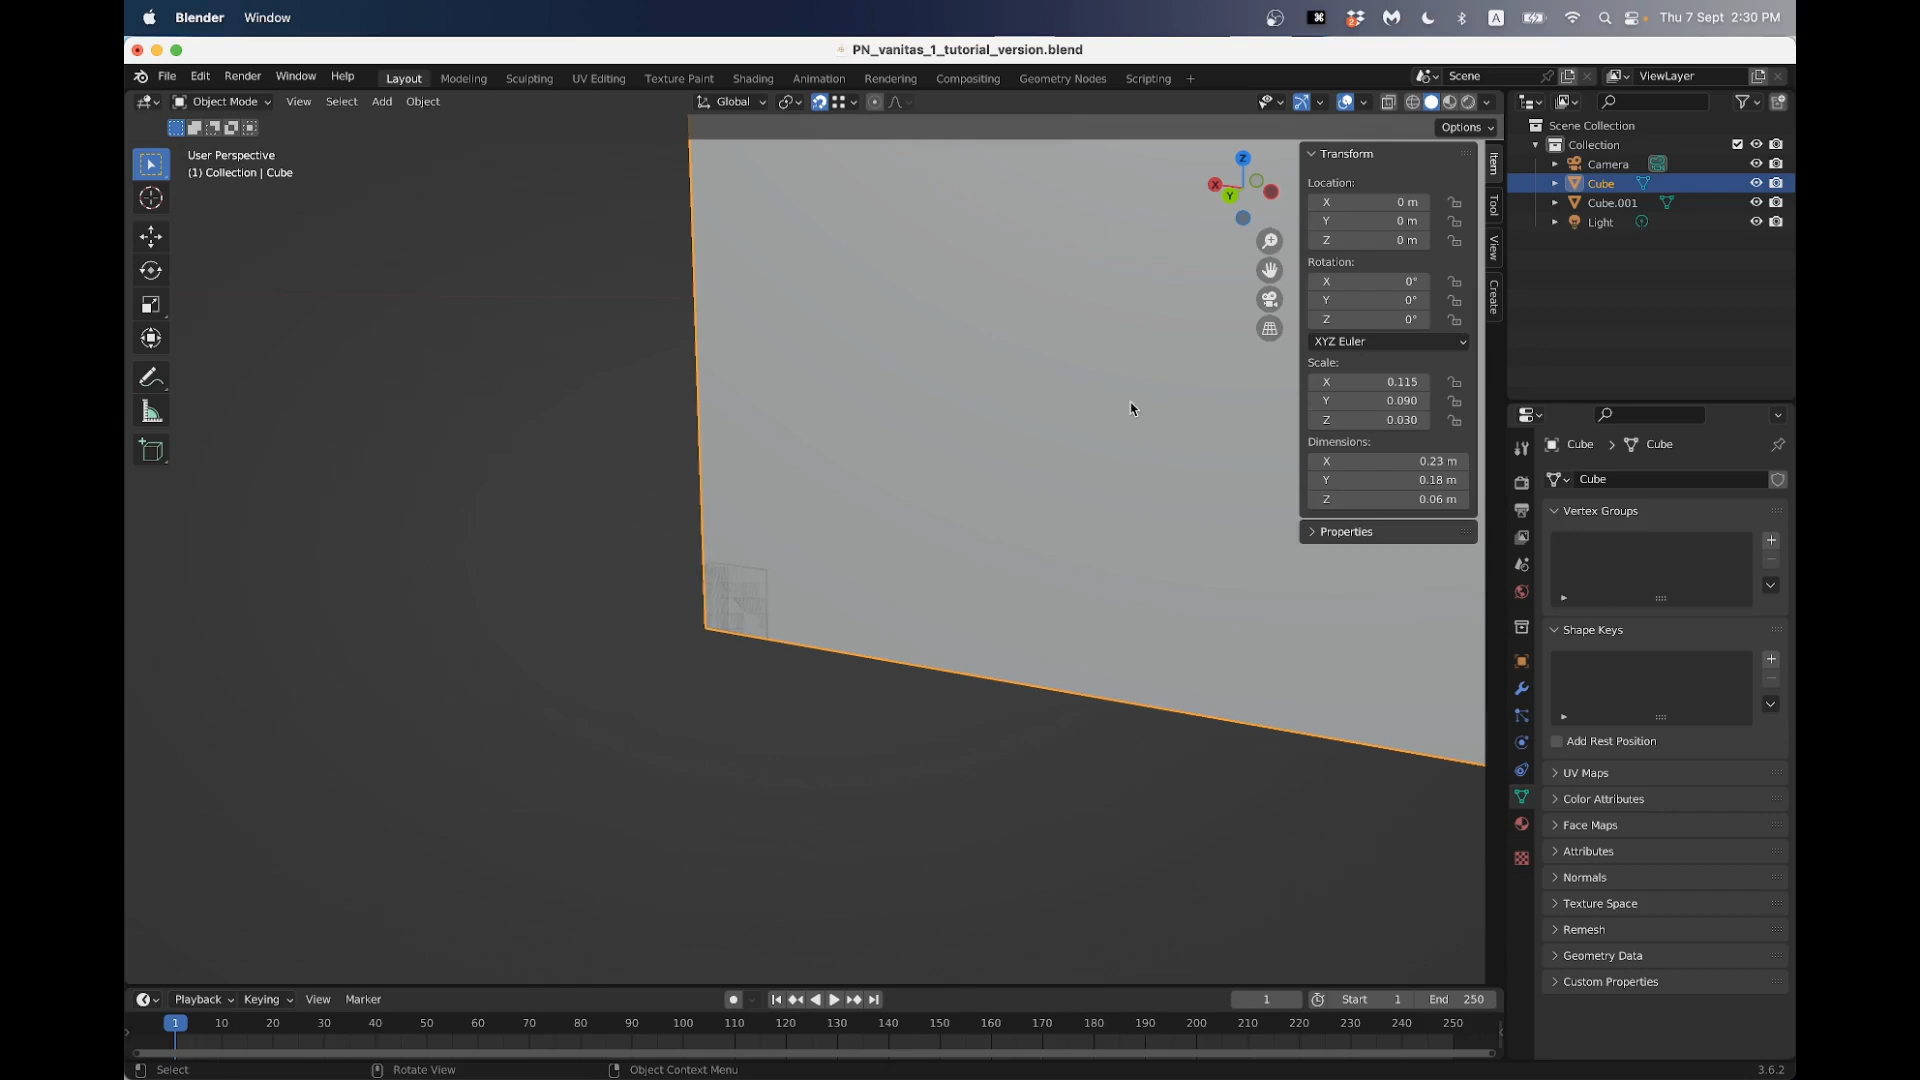 Blender Window
A
Thu 7 Sept 2:30 PM
PN_vanitas_1_tutorial_version.blend
File Edit Render Window Help Layout Modeling Sculpting UV Editing Texture Paint Shading Animation Rendering Compositing Geometry Nodes Scripting + Scene ViewLayer
Object Mode View Select Add Object Global
Options
User Perspective
(1) Collection | Cube
Z
X
Y
Transform
Location:
X 0 m
Y 0 m
Z 0 m
Rotation:
X 0°
Y 0°
Z 0°
XYZ Euler
Scale:
X 0.115
Y 0.090
Z 0.030
Dimensions:
X 0.23 m
Y 0.18 m
Z 0.06 m
Properties
Item
Tool
View
Create
Scene Collection
Collection
Camera
Cube
Cube.001
Light
Cube Cube
Cube
Vertex Groups
Shape Keys
Add Rest Position
UV Maps
Color Attributes
Face Maps
Attributes
Normals
Texture Space
Remesh
Geometry Data
Custom Properties
Playback Keying View Marker 1 Start 1 End 250
1 10 20 30 40 50 60 70 80 90 100 110 120 130 140 150 160 170 180 190 200 210 220 230 240 250
Select Rotate View Object Context Menu 3.6.2